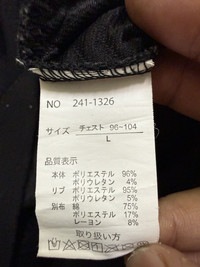 NO 241-1326
サイズ チェスト 96-104
L
品質表示
本体 ポリエステル 96%
ポリウレタン 4%
リブ ポリエステル 95%
ポリウレタン 5%
別布 綿 75%
ポリエステル 17%
レーヨン 8%
取り扱い方